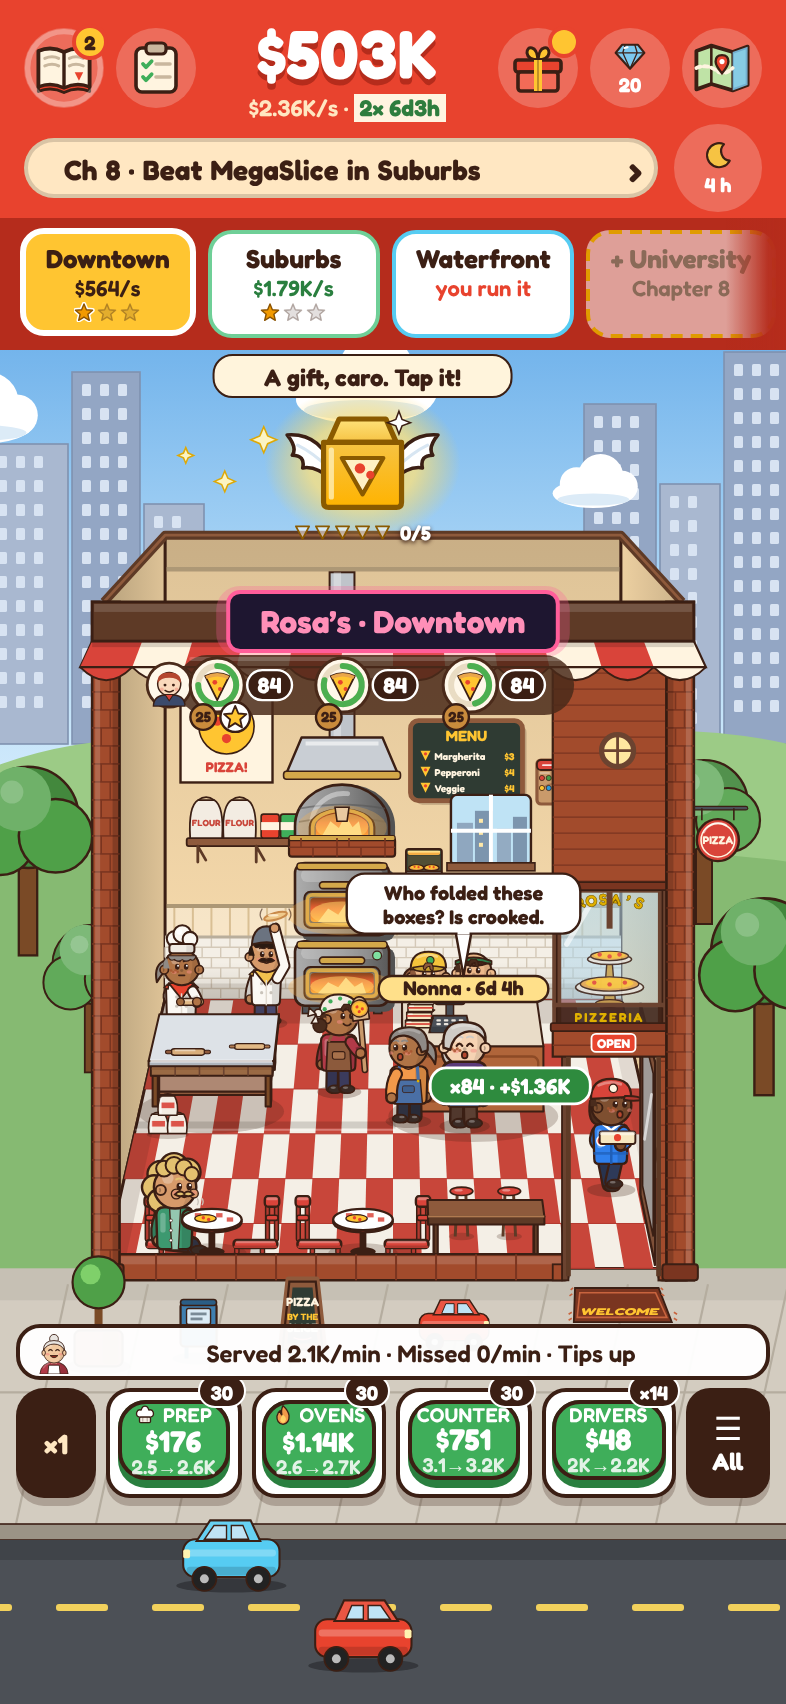 2
$503K
20
$2.36K/s · 2x 6d3h
Ch 8 · Beat MegaSlice in Suburbs
4 h
Downtown
$564/s
Suburbs
$1.79K/s
Waterfront
you run it
+ University
Chapter 8
A gift, caro. Tap it!
0/5
Rosa's · Downtown
84
84
84
25
25
25
PIZZA!
MENU
Margherita $3
Pepperoni $4
Veggie $4
FLOUR
FLOUR
PIZZA
Who folded these
boxes? Is crooked.
ROSA'S
Nonna · 6d 4h
PIZZERIA
OPEN
x84 · +$1.36K
PIZZA
BY THE
WELCOME
Served 2.1K/min · Missed 0/min · Tips up
x1
30
PREP
$176
2.5→2.6K
30
OVENS
$1.14K
2.6→2.7K
30
COUNTER
$751
3.1→3.2K
x14
DRIVERS
$48
2K→2.2K
All